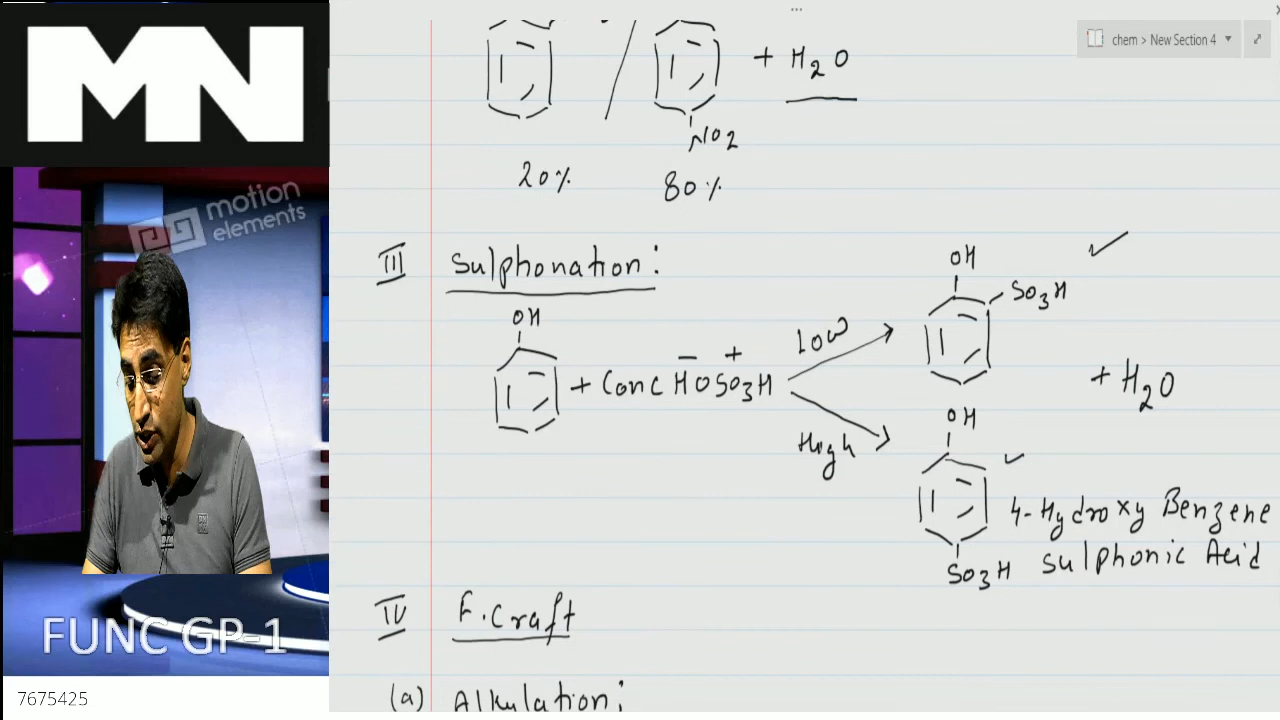 MN
motion
elements
FUNC GP-1
7675425
...
chem > New Section 4
+ H2O
NO2
20%
80%
III Sulphonation:
OH
+ Conc HOSO3H
− +
Low
High
OH
SO3H
+ H2O
OH
SO3H
4-Hydroxy Benzene
Sulphonic Acid
IV F.Craft
(a) Alkylation: